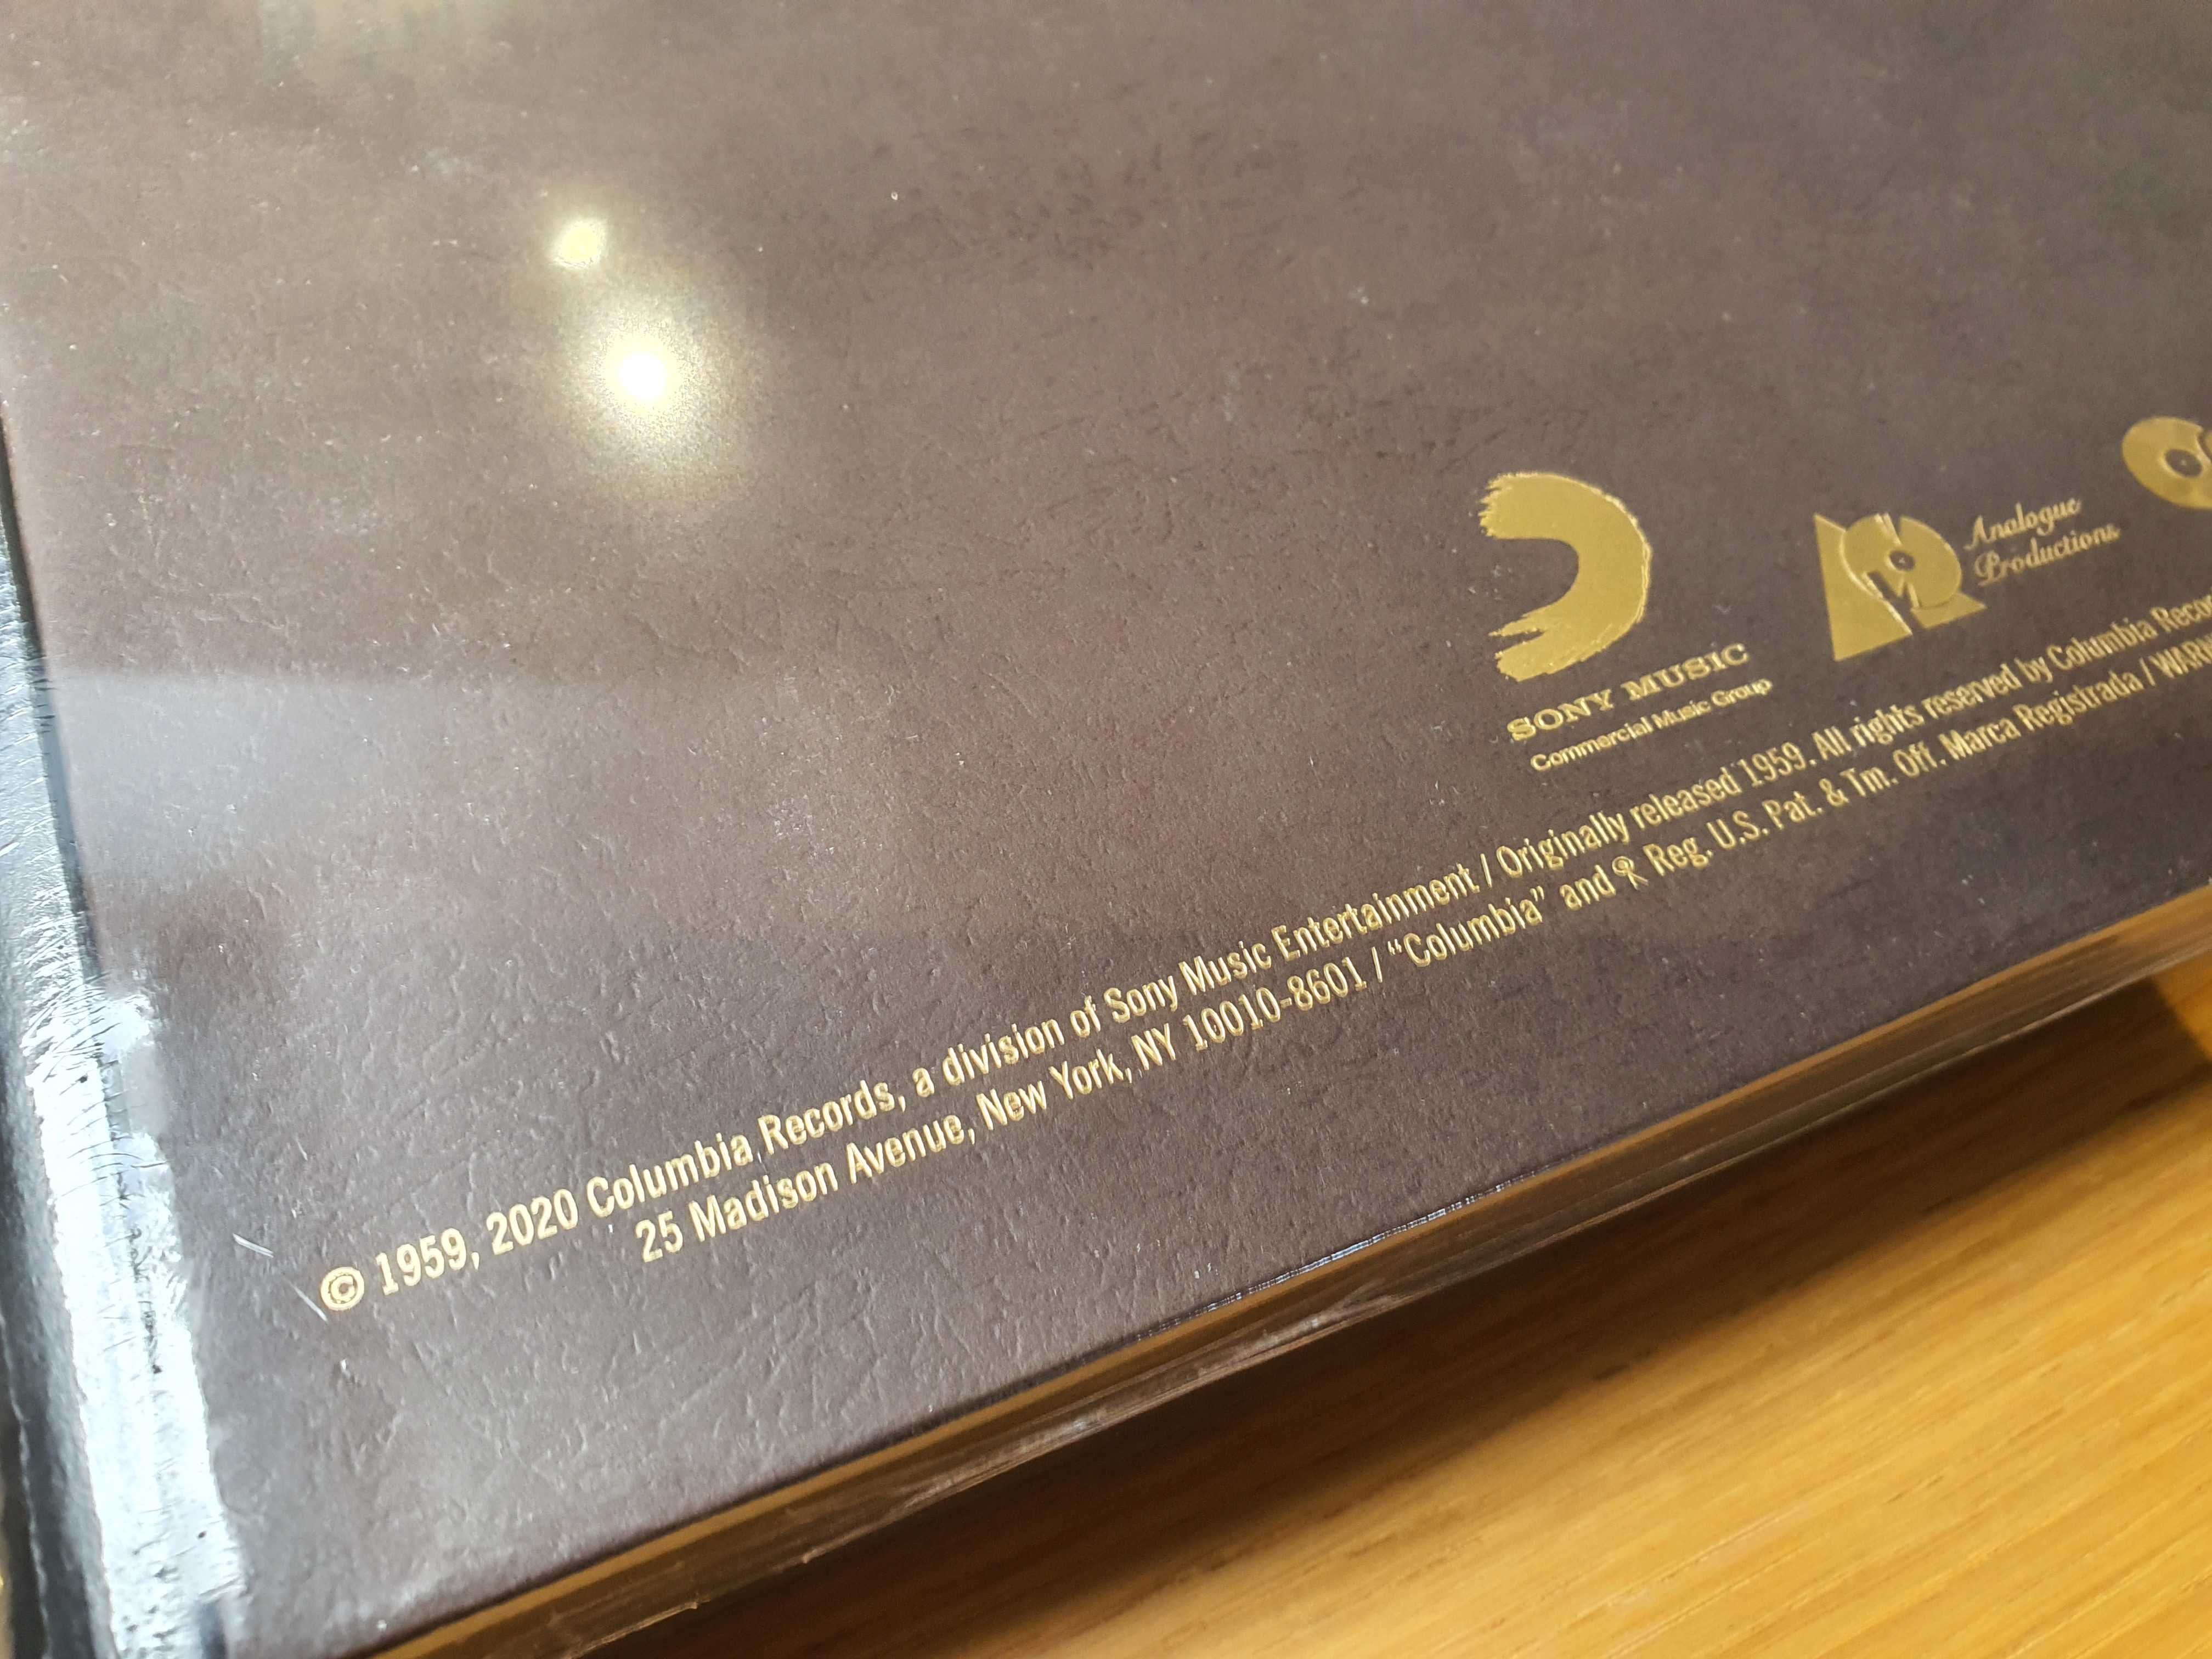 SONY MUSIC
Commercial Music Group
Analogue
Productions
© 1959, 2020 Columbia Records, a division of Sony Music Entertainment / Originally released 1959. All rights reserved by Columbia
25 Madison Avenue, New York, NY 10010-8601 / “Columbia” and Reg. U.S. Pat. & Tm. Off. Marca Registrada /